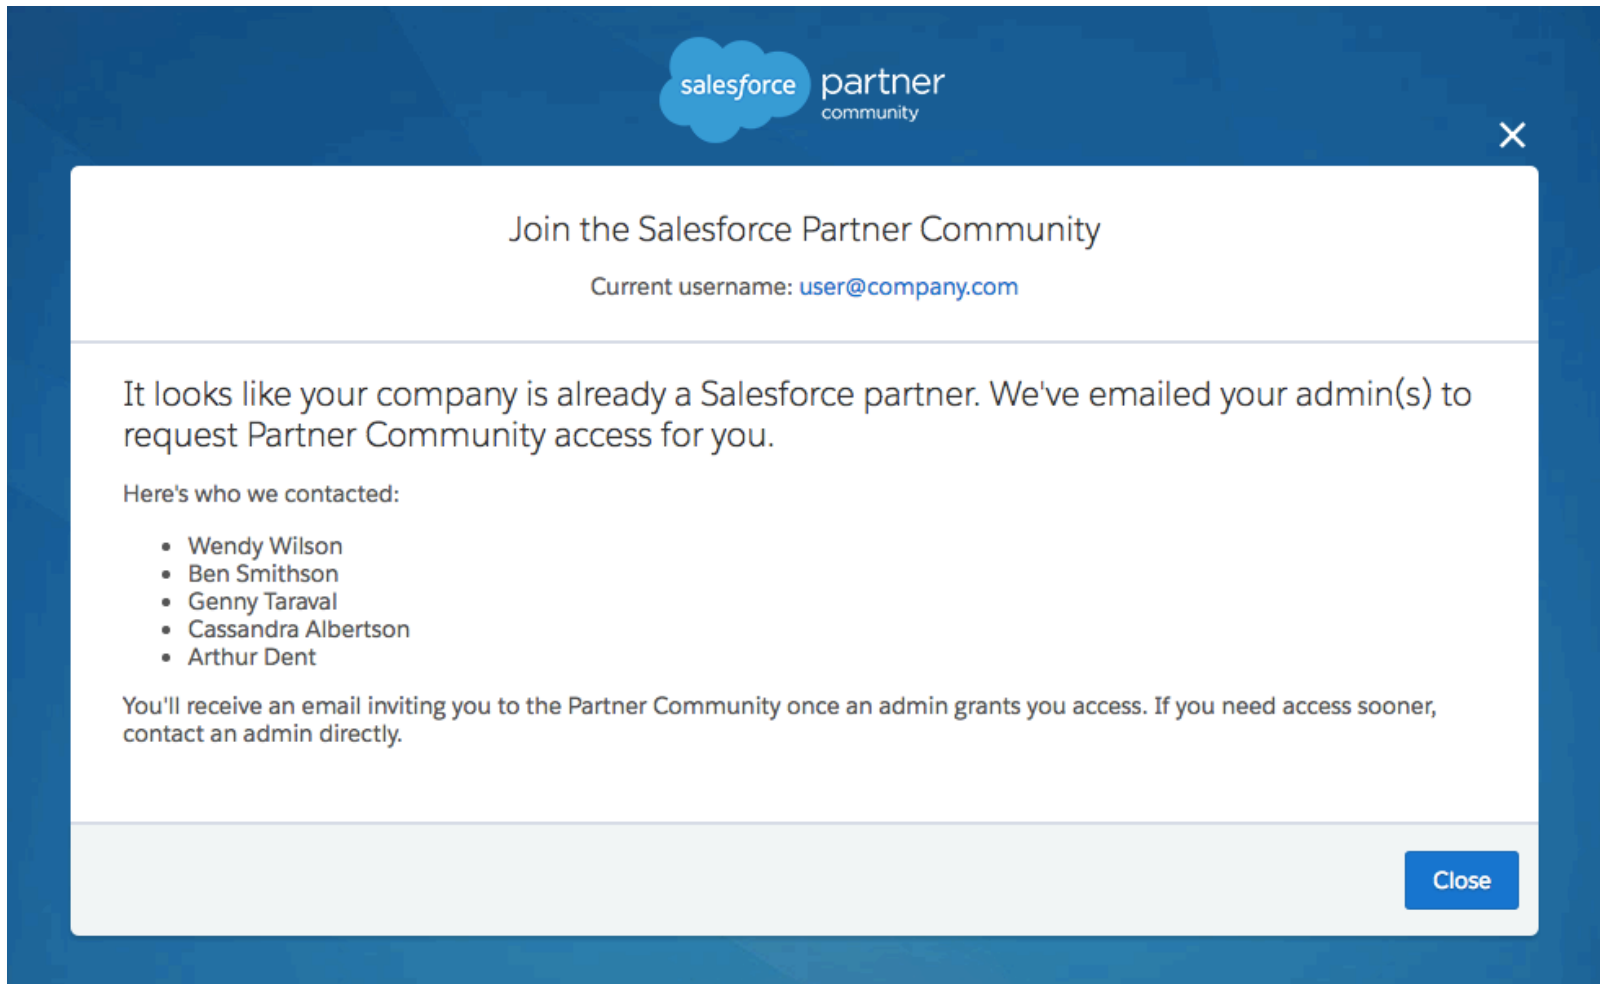 salesforce partner
community
Join the Salesforce Partner Community
Current username: user@company.com
It looks like your company is already a Salesforce partner. We've emailed your admin(s) to
request Partner Community access for you.
Here's who we contacted:
• Wendy Wilson
• Ben Smithson
• Genny Taraval
• Cassandra Albertson
• Arthur Dent
You'll receive an email inviting you to the Partner Community once an admin grants you access. If you need access sooner,
contact an admin directly.
Close